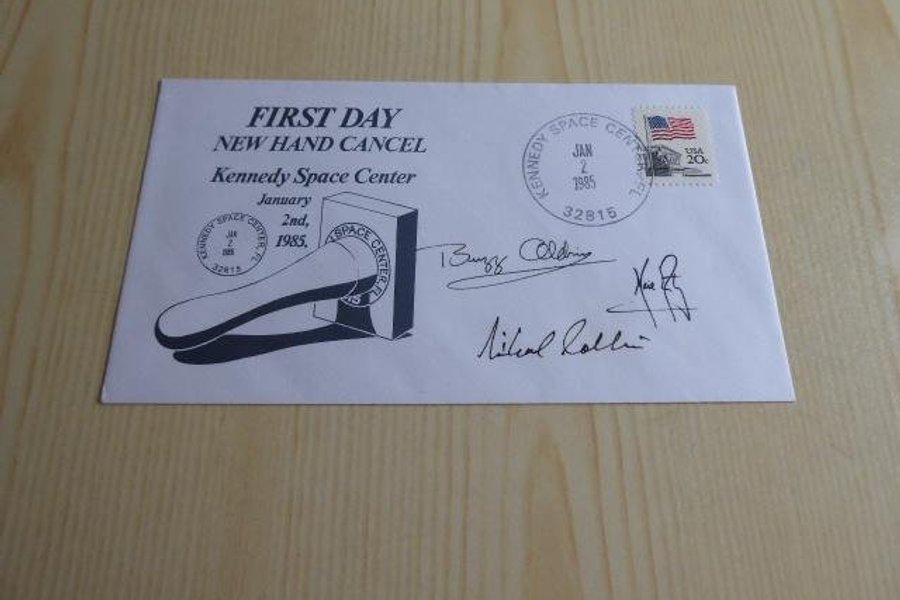 FIRST DAY
NEW HAND CANCEL
Kennedy Space Center
January
2nd,
1985.
KENNEDY SPACE CENTER, FL
JAN
2
1985
32815
SPACE CENTER, FL
KENNEDY SPACE CENTER, FL
JAN
2
1985
32815
USA
20c
Buzz Aldrin
Michael Collins